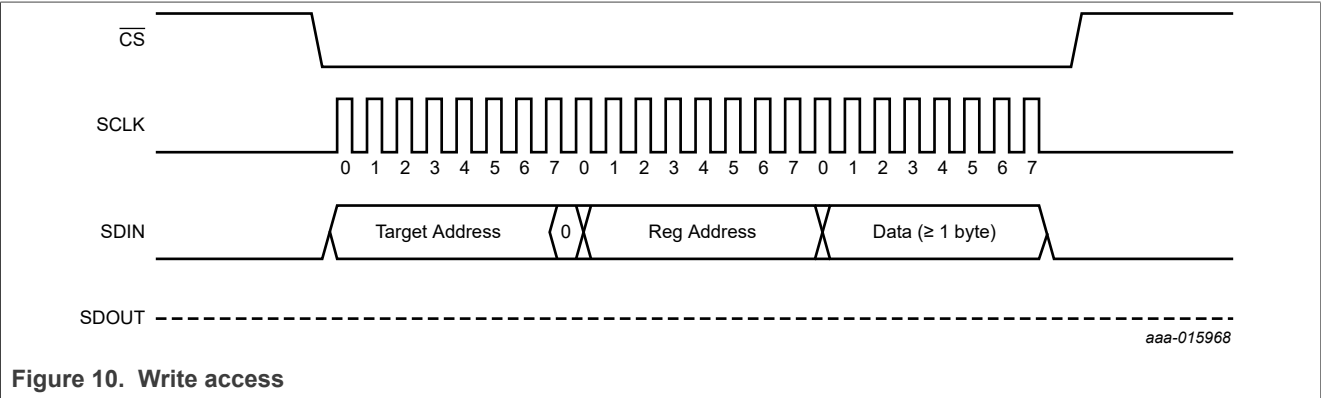 CS
SCLK
0 1 2 3 4 5 6 7 0 1 2 3 4 5 6 7 0 1 2 3 4 5 6 7
SDIN Target Address 0 Reg Address Data (≥ 1 byte)
SDOUT
aaa-015968
Figure 10. Write access